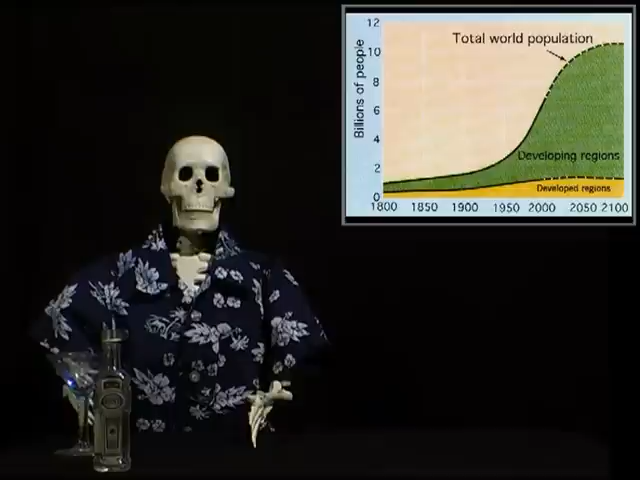 12
Total world population
10
Billions of people
8
6
4
Developing regions
2
Developed regions
0
1800 1850 1900 1950 2000 2050 2100